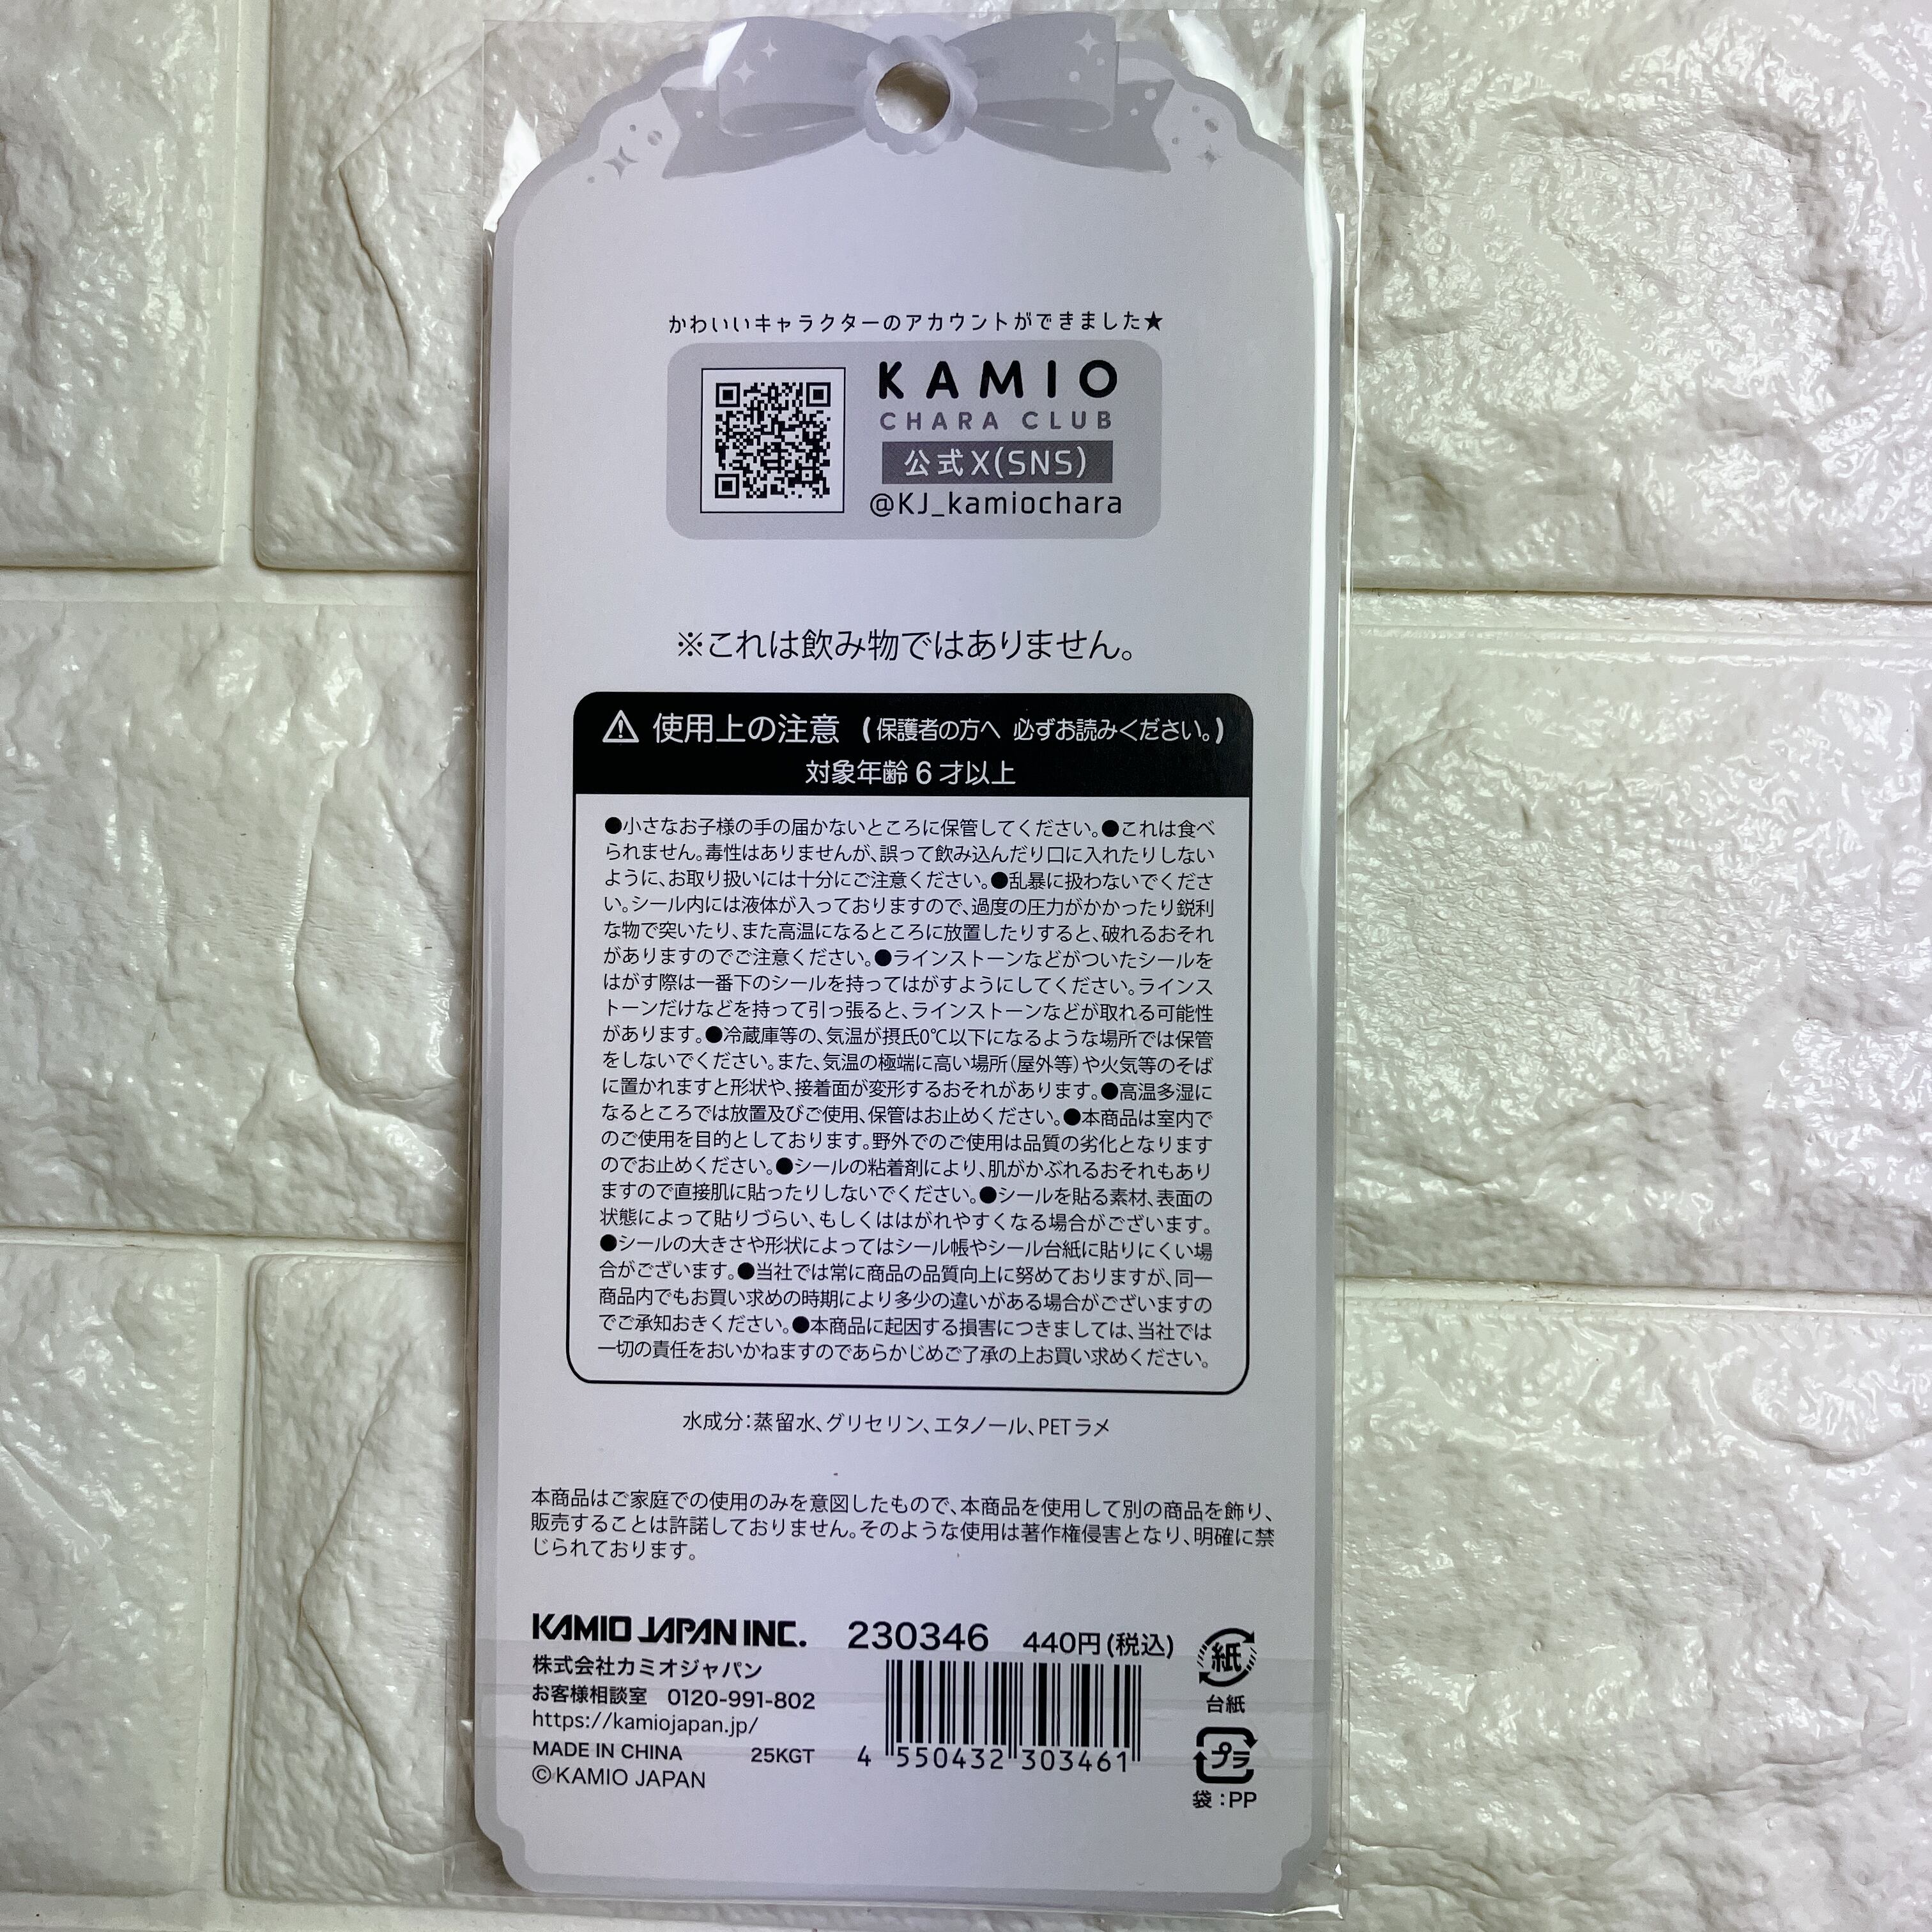 かわいいキャラクターのアカウントができました★
KAMIO
CHARA CLUB
公式X(SNS)
@KJ_kamiochara
※これは飲み物ではありません。
使用上の注意 (保護者の方へ 必ずお読みください。)
対象年齢6才以上
●小さなお子様の手の届かないところに保管してください。●これは食べ
られません。毒性はありませんが、誤って飲み込んだり口に入れたりしない
ように、お取り扱いには十分にご注意ください。●乱暴に扱わないでくださ
い。シール内には液体が入っておりますので、過度の圧力がかかったり鋭利
な物で突いたり、また高温になるところに放置したりすると、破れるおそれ
がありますのでご注意ください。●ラインストーンなどがついたシールを
はがす際は一番下のシールを持ってはがすようにしてください。ラインス
トーンだけなどを持って引っ張ると、ラインストーンなどが取れる可能性
があります。●冷蔵庫等の、気温が摂氏0℃以下になるような場所では保管
をしないでください。また、気温の極端に高い場所(屋外等)や火気等のそば
に置かれますと形状や、接着面が変形するおそれがあります。●高温多湿に
なるところでは放置及びご使用、保管はお止めください。●本商品は室内で
のご使用を目的としております。野外でのご使用は品質の劣化となります
のでお止めください。●シールの粘着剤により、肌がかぶれるおそれもあり
ますので直接肌に貼ったりしないでください。●シールを貼る素材、表面の
状態によって貼りづらい、もしくははがれやすくなる場合がございます。
●シールの大きさや形状によってはシール帳やシール台紙に貼りにくい場
合がございます。●当社では常に商品の品質向上に努めておりますが、同一
商品内でもお買い求めの時期により多少の違いがある場合がございますの
でご承知おきください。●本商品に起因する損害につきましては、当社では
一切の責任をおいかねますのであらかじめご了承の上お買い求めください。
水成分:蒸留水、グリセリン、エタノール、PETラメ
本商品はご家庭での使用のみを意図したもので、本商品を使用して別の商品を飾り、
販売することは許諾しておりません。そのような使用は著作権侵害となり、明確に禁
じられております。
KAMIO JAPAN INC. 230346 440円(税込)
株式会社カミオジャパン
お客様相談室 0120-991-802
https://kamiojapan.jp/
MADE IN CHINA 25KGT
©KAMIO JAPAN
4 550432 303461
紙
台紙
プラ
袋:PP